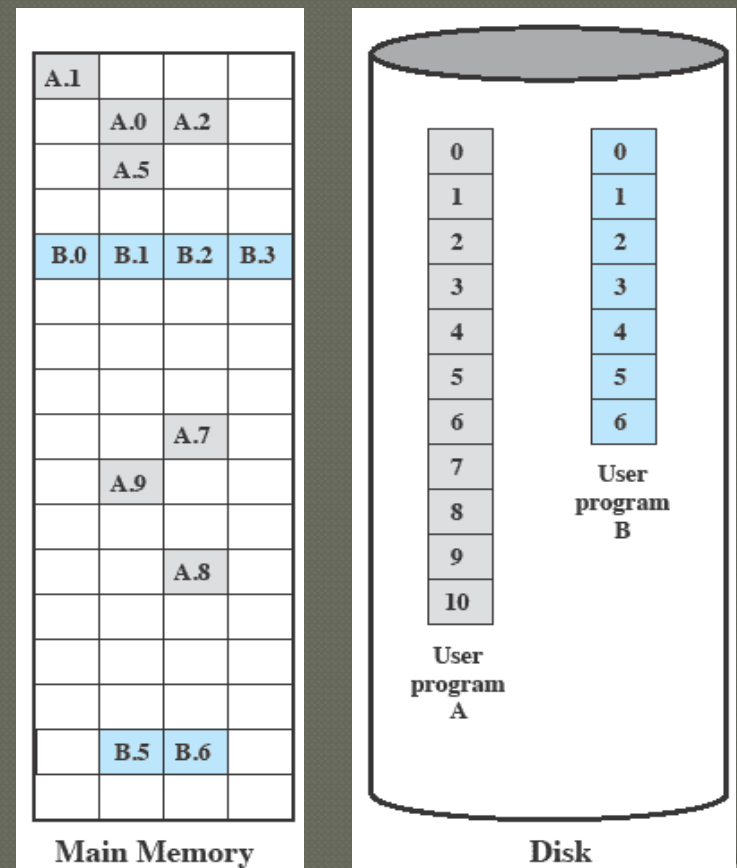 A.1
A.0 A.2
A.5
B.0 B.1 B.2 B.3
A.7
A.9
A.8
B.5 B.6
Main Memory
0
1
2
3
4
5
6
7
8
9
10
User
program
A
0
1
2
3
4
5
6
User
program
B
Disk